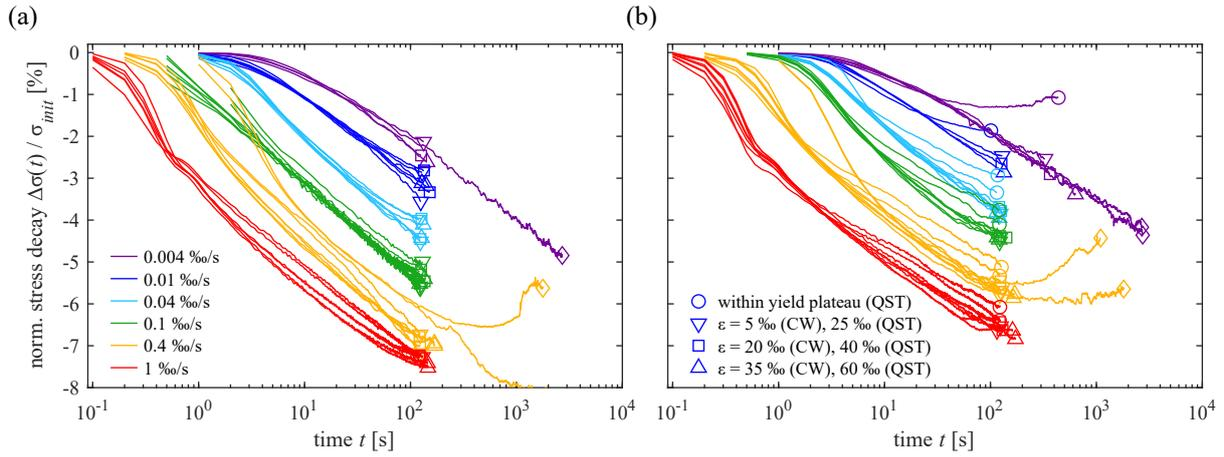 (a)
(b)
norm. stress decay Δσ(t) / σinit [%]
0
-1
-2
-3
-4
-5
-6
-7
-8
0.004 ‰/s
0.01 ‰/s
0.04 ‰/s
0.1 ‰/s
0.4 ‰/s
1 ‰/s
10-1 100 101 102 103 104
time t [s]
within yield plateau (QST)
ε = 5 ‰ (CW), 25 ‰ (QST)
ε = 20 ‰ (CW), 40 ‰ (QST)
ε = 35 ‰ (CW), 60 ‰ (QST)
10-1 100 101 102 103 104
time t [s]